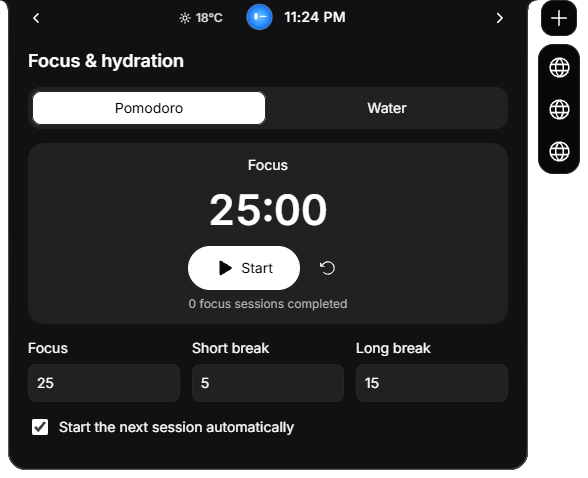 18°C 11:24 PM
Focus & hydration
Pomodoro Water
Focus
25:00
Start
0 focus sessions completed
Focus Short break Long break
25 5 15
Start the next session automatically